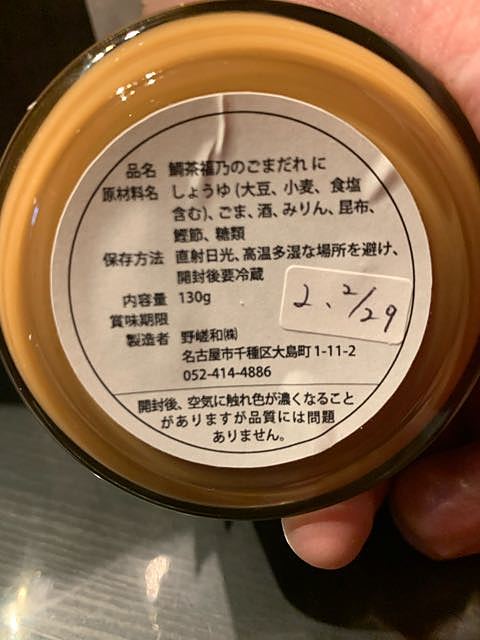 品名 鯛茶福乃のごまだれ に
原材料名 しょうゆ(大豆、小麦、食塩
含む)、ごま、酒、みりん、昆布、
鰹節、糖類
保存方法 直射日光、高温多湿な場所を避け、
開封後要冷蔵
内容量 130g
賞味期限 2、2/29
製造者 野嵯和㈱
名古屋市千種区大島町1-11-2
052-414-4886
開封後、空気に触れ色が濃くなること
がありますが品質には問題
ありません。